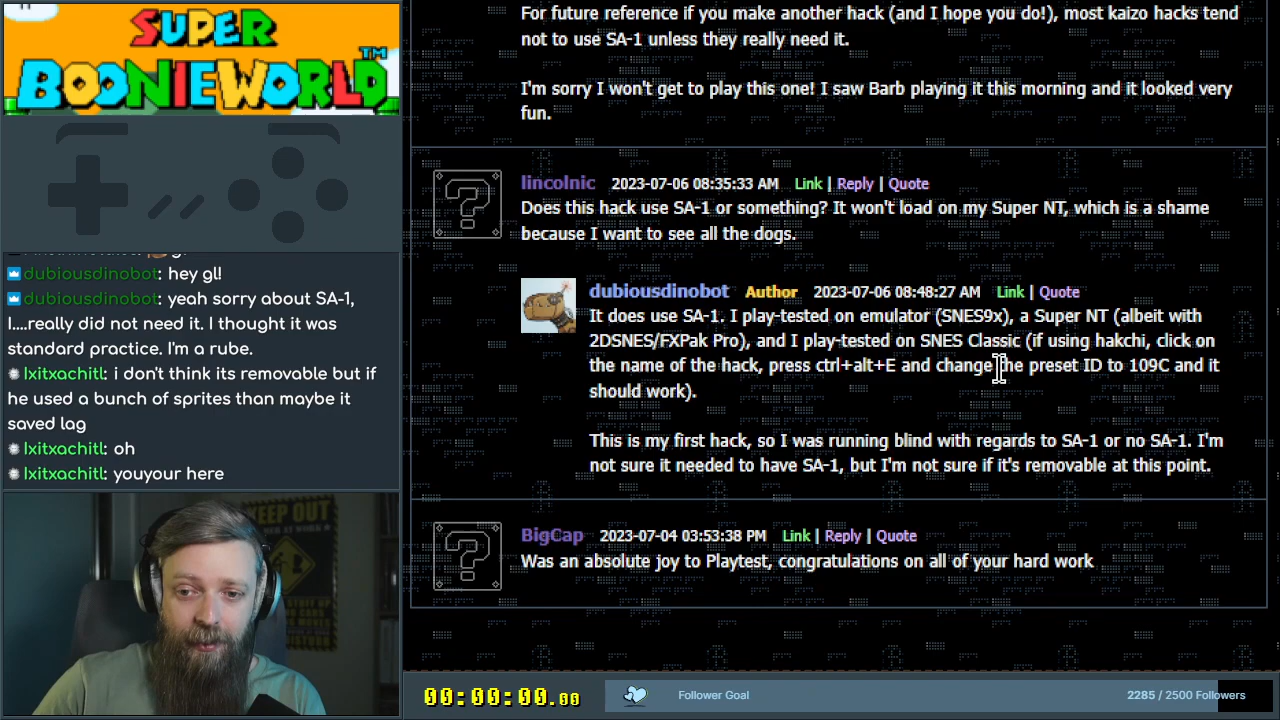 SUPER
BOONIEWORLD™
dubiousdinobot: hey gl!
dubiousdinobot: yeah sorry about SA-1,
I....really did not need it. I thought it was
standard practice. I'm a rube.
Ixitxachitl: i don't think its removable but if
he used a bunch of sprites than maybe it
saved lag
Ixitxachitl: oh
Ixitxachitl: youyour here
For future reference if you make another hack (and I hope you do!), most kaizo hacks tend
not to use SA-1 unless they really need it.
I'm sorry I won't get to play this one! I saw Barb playing it this morning and it looked very
fun.
lincolnic 2023-07-06 08:35:33 AM Link | Reply | Quote
Does this hack use SA-1 or something? It won't load on my Super NT, which is a shame
because I want to see all the dogs.
dubiousdinobot Author 2023-07-06 08:48:27 AM Link | Quote
It does use SA-1. I play-tested on emulator (SNES9x), a Super NT (albeit with
2DSNES/FXPak Pro), and I play-tested on SNES Classic (if using hakchi, click on
the name of the hack, press ctrl+alt+E and change the preset ID to 109C and it
should work).
This is my first hack, so I was running blind with regards to SA-1 or no SA-1. I'm
not sure it needed to have SA-1, but I'm not sure if it's removable at this point.
BigCap 2023-07-04 03:53:38 PM Link | Reply | Quote
Was an absolute joy to Playtest, congratulations on all of your hard work
00:00:00.00
Follower Goal
2285 / 2500 Followers